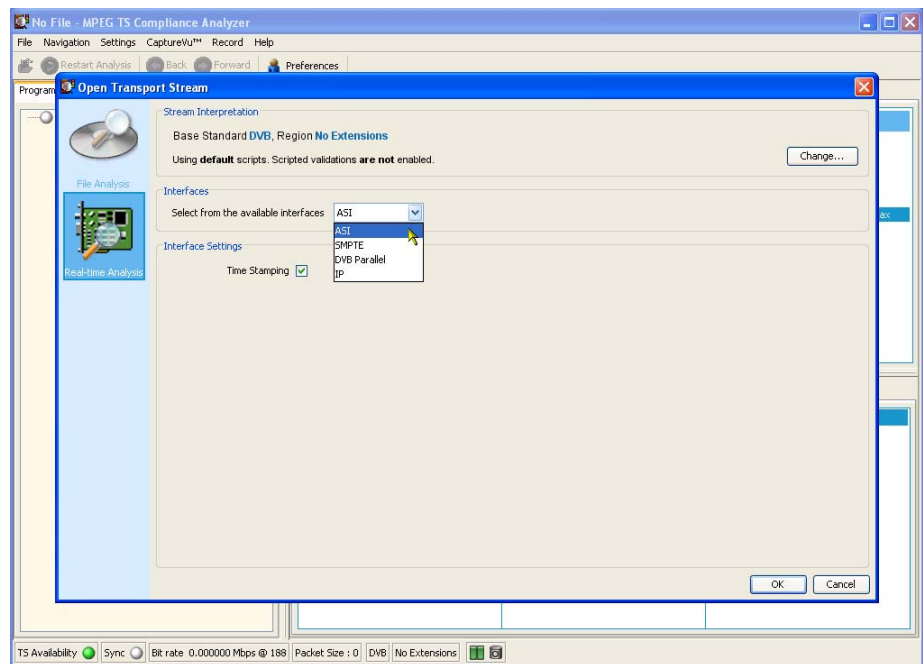 No File - MPEG TS Compliance Analyzer
File Navigation Settings CaptureVu™ Record Help
Restart Analysis Back Forward Preferences
Program
Open Transport Stream
File Analysis
Real-time Analysis
Stream Interpretation
Base Standard DVB, Region No Extensions
Using default scripts. Scripted validations are not enabled.
Change...
Interfaces
Select from the available interfaces ASI
ASI
SMPTE
DVB Parallel
IP
Interface Settings
Time Stamping
ax
OK Cancel
TS Availability Sync Bit rate 0.000000 Mbps @ 188 Packet Size : 0 DVB No Extensions